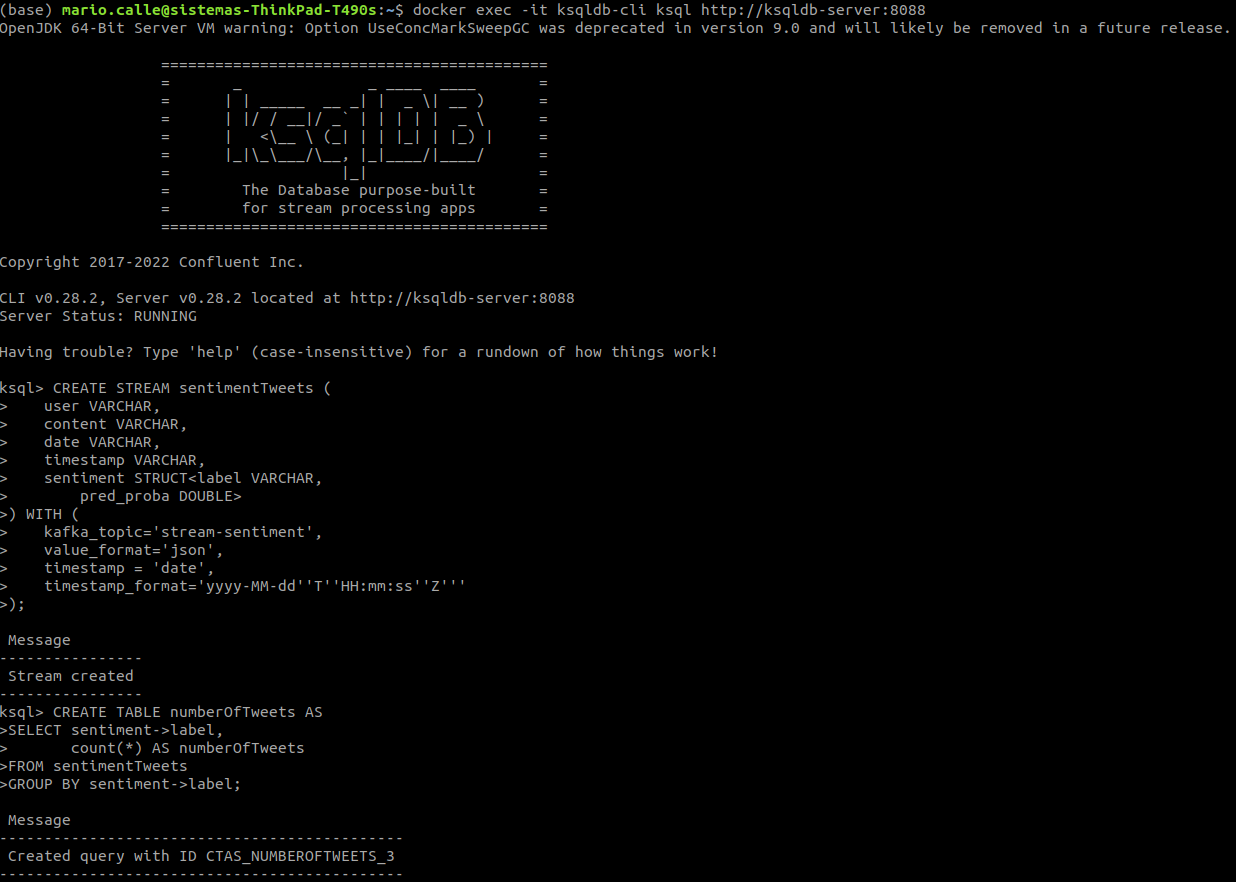 (base) mario.calle@sistemas-ThinkPad-T490s:~$ docker exec -it ksqldb-cli ksql http://ksqldb-server:8088
OpenJDK 64-Bit Server VM warning: Option UseConcMarkSweepGC was deprecated in version 9.0 and will likely be removed in a future release.

                  ===========================================
                  =       _              _ ____  ____       =
                  =      | | _____  __ _| |  _ \| __ )      =
                  =      | |/ / __|/ _` | | | | |  _ \      =
                  =      |   <\__ \ (_| | | |_| | |_) |     =
                  =      |_|\_\___/\__, |_|____/|____/      =
                  =                   |_|                   =
                  =        The Database purpose-built       =
                  =        for stream processing apps       =
                  ===========================================

Copyright 2017-2022 Confluent Inc.

CLI v0.28.2, Server v0.28.2 located at http://ksqldb-server:8088
Server Status: RUNNING

Having trouble? Type 'help' (case-insensitive) for a rundown of how things work!

ksql> CREATE STREAM sentimentTweets (
>    user VARCHAR,
>    content VARCHAR,
>    date VARCHAR,
>    timestamp VARCHAR,
>    sentiment STRUCT<label VARCHAR,
>        pred_proba DOUBLE>
>) WITH (
>    kafka_topic='stream-sentiment',
>    value_format='json',
>    timestamp = 'date',
>    timestamp_format='yyyy-MM-dd''T''HH:mm:ss''Z'''
>);

 Message
----------------
 Stream created
----------------
ksql> CREATE TABLE numberOfTweets AS
>SELECT sentiment->label,
>       count(*) AS numberOfTweets
>FROM sentimentTweets
>GROUP BY sentiment->label;

 Message
---------------------------------------------
 Created query with ID CTAS_NUMBEROFTWEETS_3
---------------------------------------------